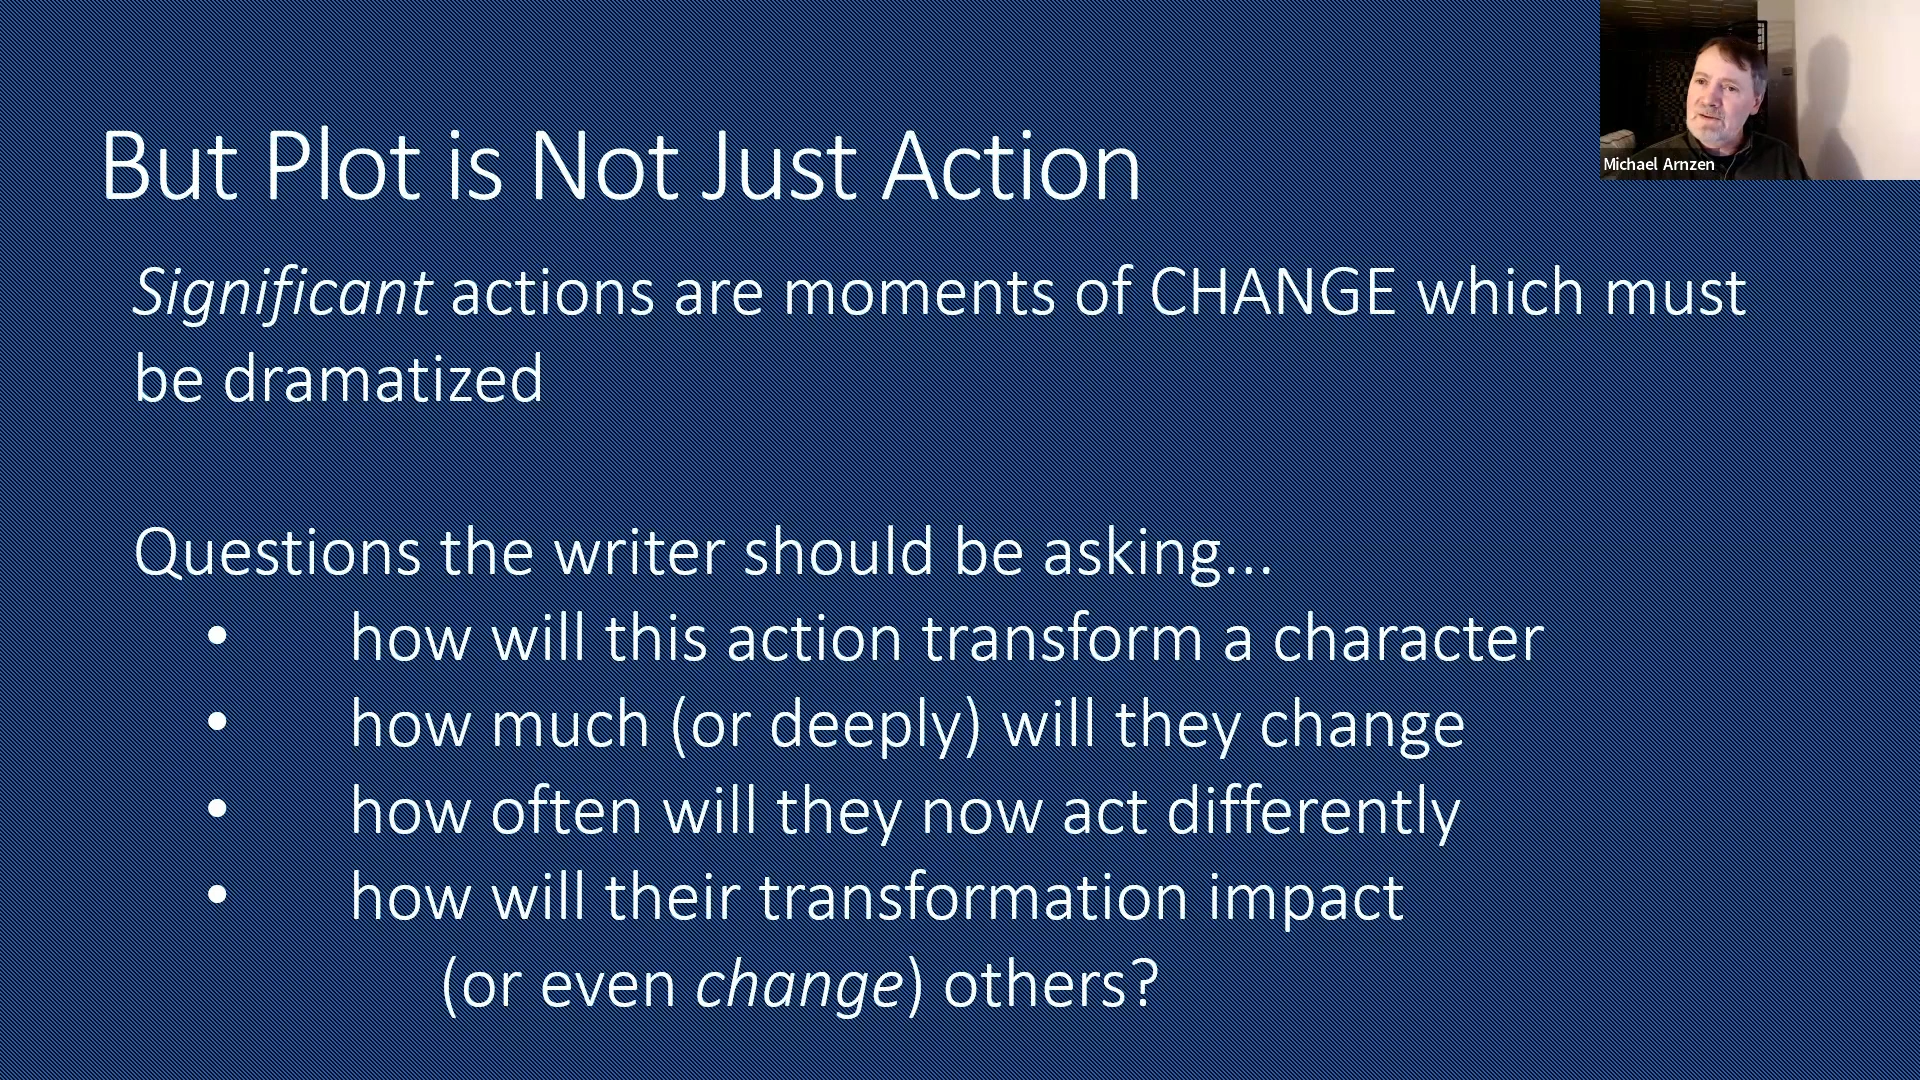 But Plot is Not Just Action
Michael Arnzen
Significant actions are moments of CHANGE which must
be dramatized
Questions the writer should be asking...
• how will this action transform a character
• how much (or deeply) will they change
• how often will they now act differently
• how will their transformation impact
(or even change) others?